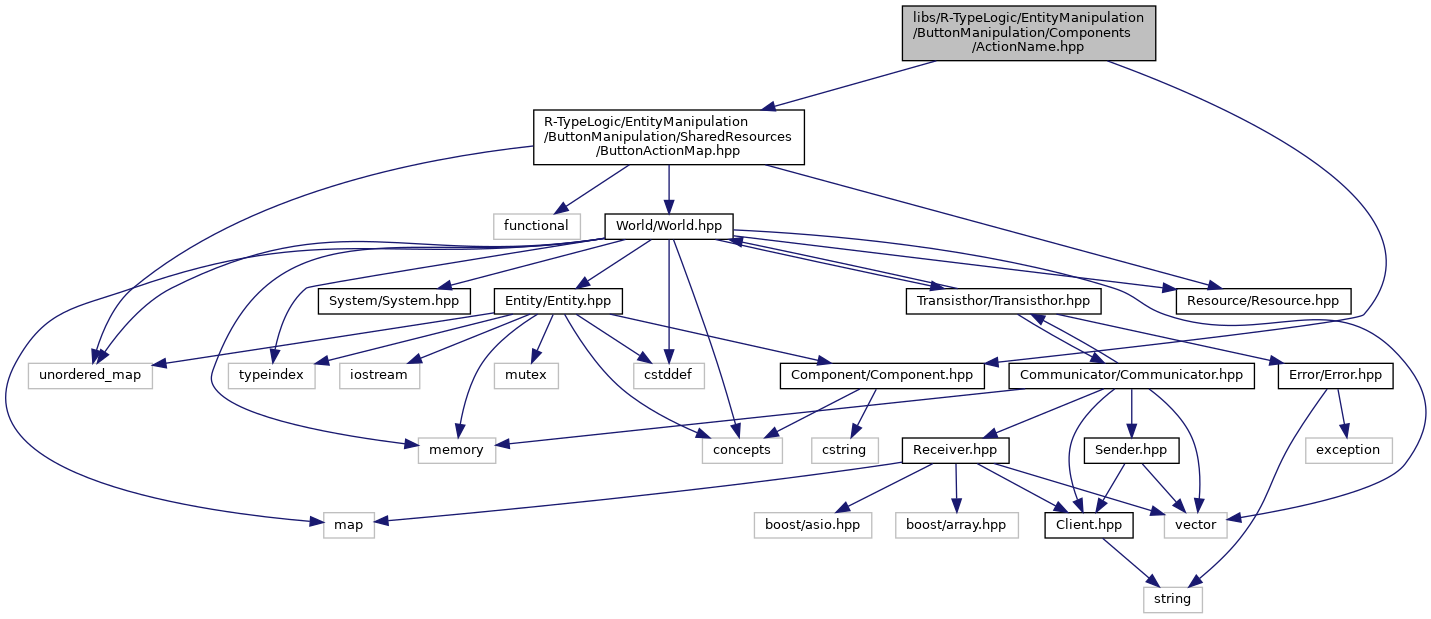 libs/R-TypeLogic/EntityManipulation
/ButtonManipulation/Components
/ActionName.hpp
R-TypeLogic/EntityManipulation
/ButtonManipulation/SharedResources
/ButtonActionMap.hpp
functional
World/World.hpp
System/System.hpp
Entity/Entity.hpp
Transisthor/Transisthor.hpp
Resource/Resource.hpp
unordered_map
typeindex
iostream
mutex
cstddef
Component/Component.hpp
Communicator/Communicator.hpp
Error/Error.hpp
memory
concepts
cstring
Receiver.hpp
Sender.hpp
exception
map
boost/asio.hpp
boost/array.hpp
Client.hpp
vector
string